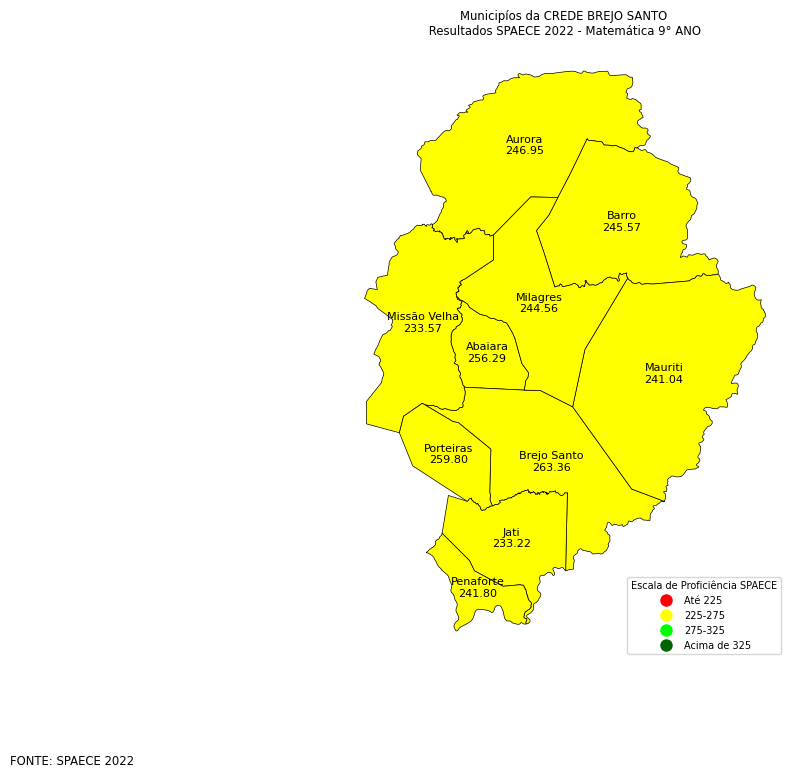 Municipíos da CREDE BREJO SANTO
Resultados SPAECE 2022 - Matemática 9° ANO
Aurora
246.95
Barro
245.57
Milagres
244.56
Missão Velha
233.57
Abaiara
256.29
Mauriti
241.04
Porteiras
259.80
Brejo Santo
263.36
Jati
233.22
Penaforte
241.80
Escala de Proficiência SPAECE
Até 225
225-275
275-325
Acima de 325
FONTE: SPAECE 2022